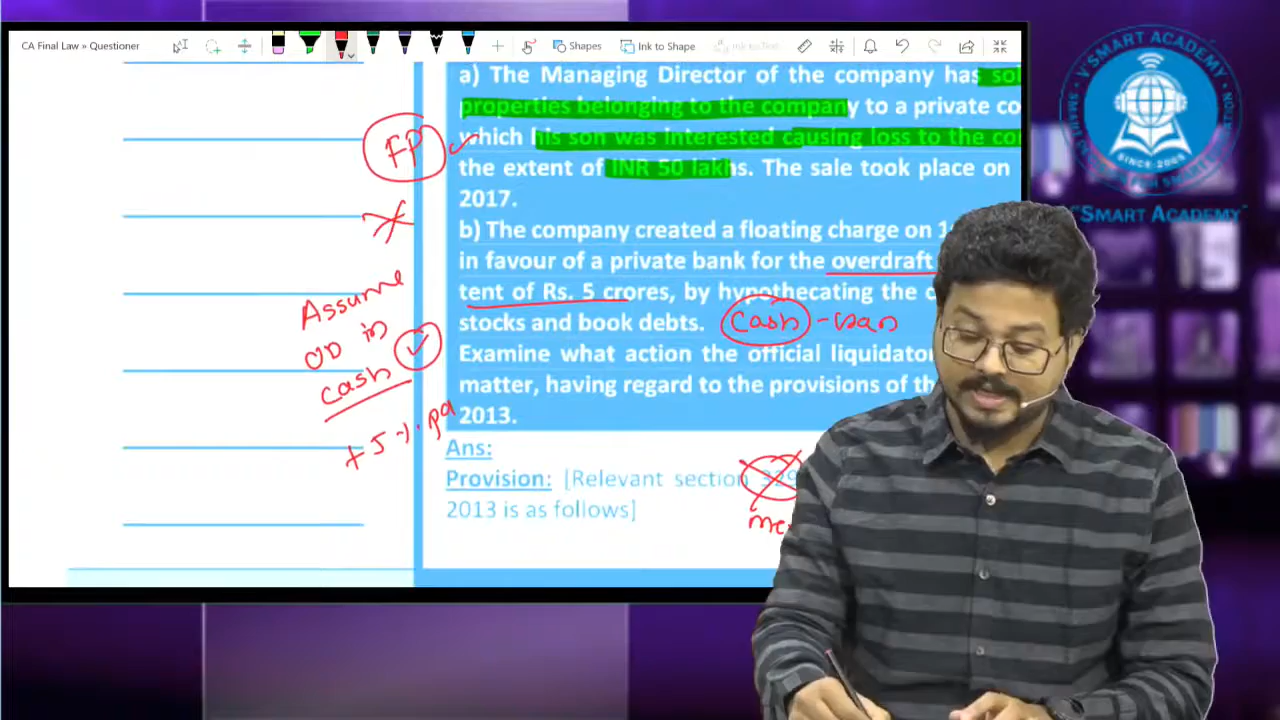 CA Final Law » Questioner
Shapes
Ink to Shape
Ink to Text
a) The Managing Director of the company has
properties belonging to the company to a private co
which his son was interested causing loss to the co
the extent of INR 50 lakhs. The sale took place on
2017.
b) The company created a floating charge on
in favour of a private bank for the overdraft
tent of Rs. 5 crores, by hypothecating the
stocks and book debts. cash
Examine what action the official liquidator
matter, having regard to the provisions of th
2013.
Ans:
Provision: [Relevant section 329
2013 is as follows]
FP
Assume
OD in
cash
+ 5 %. pa
V'SMART ACADEMY
SINCE-2005
"Smart Academy"